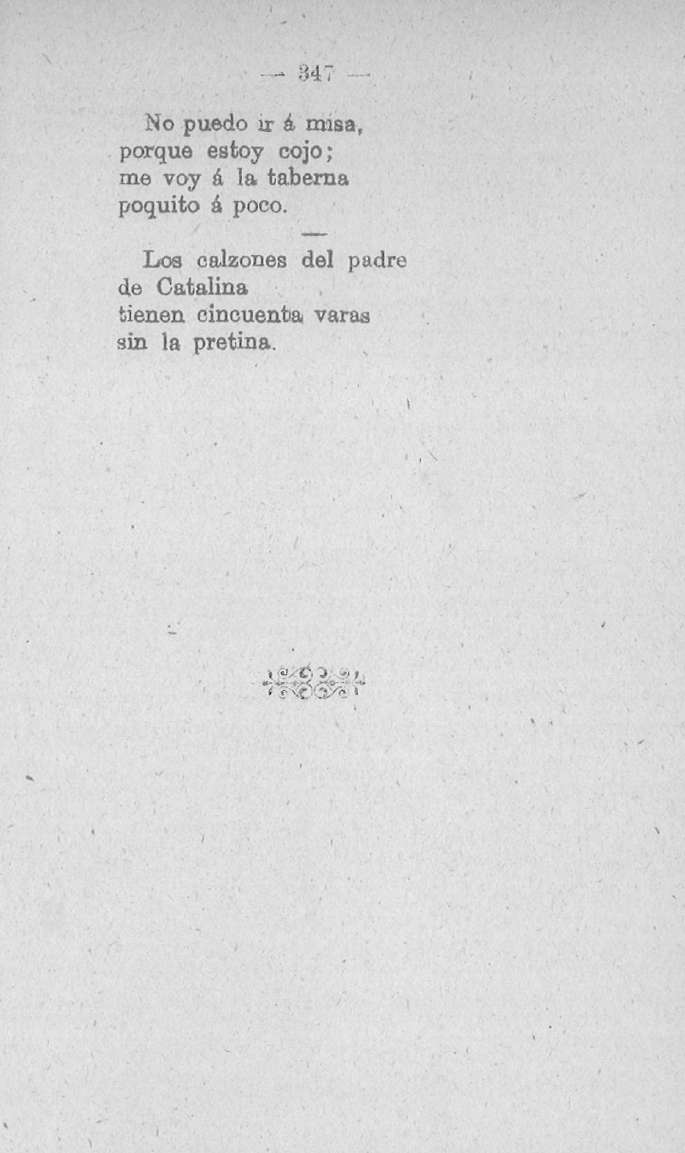 — 347 —
No puedo ir á misa,
porque estoy cojo;
me voy á la taberna
poquito á poco.
Los calzones del padre
de Catalina
tienen cincuenta varas
sin la pretina.